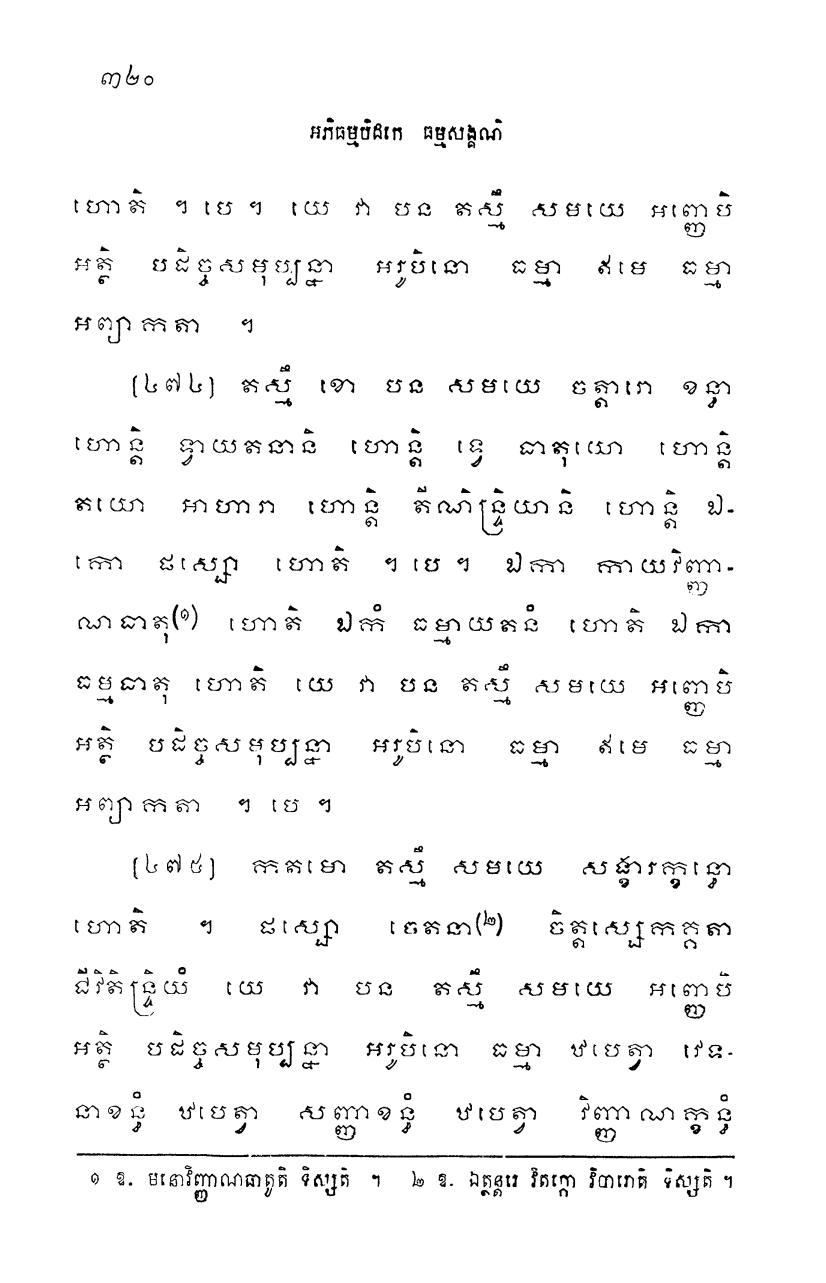 ៣២០
អភិធម្មបិដកេ ធម្មសង្គណិ
ហោតិ ។ បេ ។ យេ វា បន តស្មឹ សមយេ អញ្ញេបិ
អត្ថិ បដិច្ចសមុប្បន្នា អរូបិនោ ធម្មា ឥមេ ធម្មា
អព្យាកតា ។
[៤៧៤] តស្មឹ ខោ បន សមយេ ចត្តារោ ខន្ធា
ហោន្តិ ទ្វាយតនានិ ហោន្តិ ទ្វេ ធាតុយោ ហោន្តិ
តយោ អាហារា ហោន្តិ តីណិន្ទ្រិយានិ ហោន្តិ ឯ-
កោ ផស្សោ ហោតិ ។ បេ ។ ឯកា កាយវិញ្ញា-
ណធាតុ(១) ហោតិ ឯកំ ធម្មាយតនំ ហោតិ ឯកា
ធម្មធាតុ ហោតិ យេ វា បន តស្មឹ សមយេ អញ្ញេបិ
អត្ថិ បដិច្ចសមុប្បន្នា អរូបិនោ ធម្មា ឥមេ ធម្មា
អព្យាកតា ។ បេ ។
[៤៧៥] កតមោ តស្មឹ សមយេ សង្ខារក្ខន្ធោ
ហោតិ ។ ផស្សោ ចេតនា(២) ចិត្តស្សេកគ្គតា
ជីវិតិន្ទ្រិយំ យេ វា បន តស្មឹ សមយេ អញ្ញេបិ
អត្ថិ បដិច្ចសមុប្បន្នា អរូបិនោ ធម្មា ឋបេត្វា វេទ-
នាខន្ធំ ឋបេត្វា សញ្ញាខន្ធំ ឋបេត្វា វិញ្ញាណក្ខន្ធំ
១ ឱ. មនោវិញ្ញាណធាតូតិ ទិស្សតិ ។ ២ ឱ. ឯត្ថន្តរេ វិតក្កោ វិចារោតិ ទិស្សតិ ។